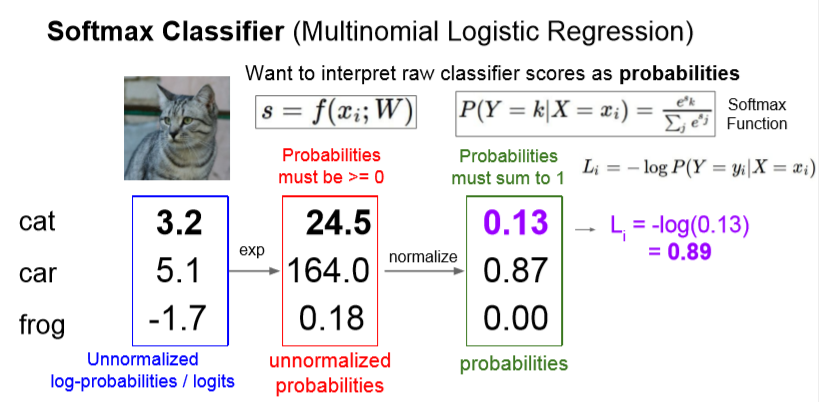 Softmax Classifier (Multinomial Logistic Regression)
Want to interpret raw classifier scores as probabilities
s = f(x_i; W)
P(Y = k|X = x_i) = e^{s_k} / ∑_j e^{s_j}
Softmax
Function
Probabilities
must be >= 0
Probabilities
must sum to 1
L_i = − log P(Y = y_i|X = x_i)
cat 3.2 24.5 0.13 → L_i = -log(0.13)
= 0.89
exp
normalize
car 5.1 164.0 0.87
frog -1.7 0.18 0.00
Unnormalized
log-probabilities / logits
unnormalized
probabilities
probabilities